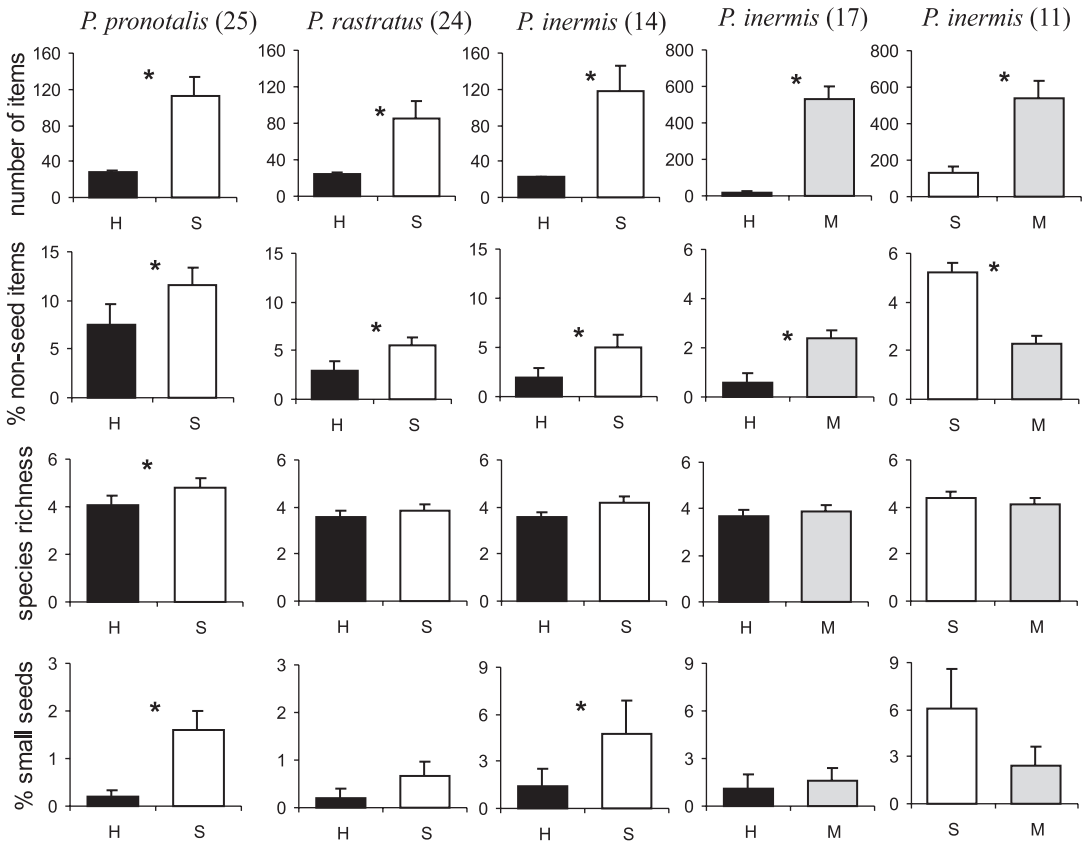 P. pronotalis (25) P. rastratus (24) P. inermis (14) P. inermis (17) P. inermis (11)
number of items
160 160 160 800 800
* * * * *
120 120 120 600 600
80 80 80 400 400
40 40 40 200 200
0 0 0 0 0
H S H S H S H M S M
% non-seed items
15 15 15 6 6
* * * * *
10 10 10 4 4
5 5 5 2 2
0 0 0 0 0
H S H S H S H M S M
species richness
6 6 6 6 6
*
4 4 4 4 4
2 2 2 2 2
0 0 0 0 0
H S H S H S H M S M
% small seeds
3 3 9 9 9
* *
2 2 6 6 6
1 1 3 3 3
0 0 0 0 0
H S H S H S H M S M